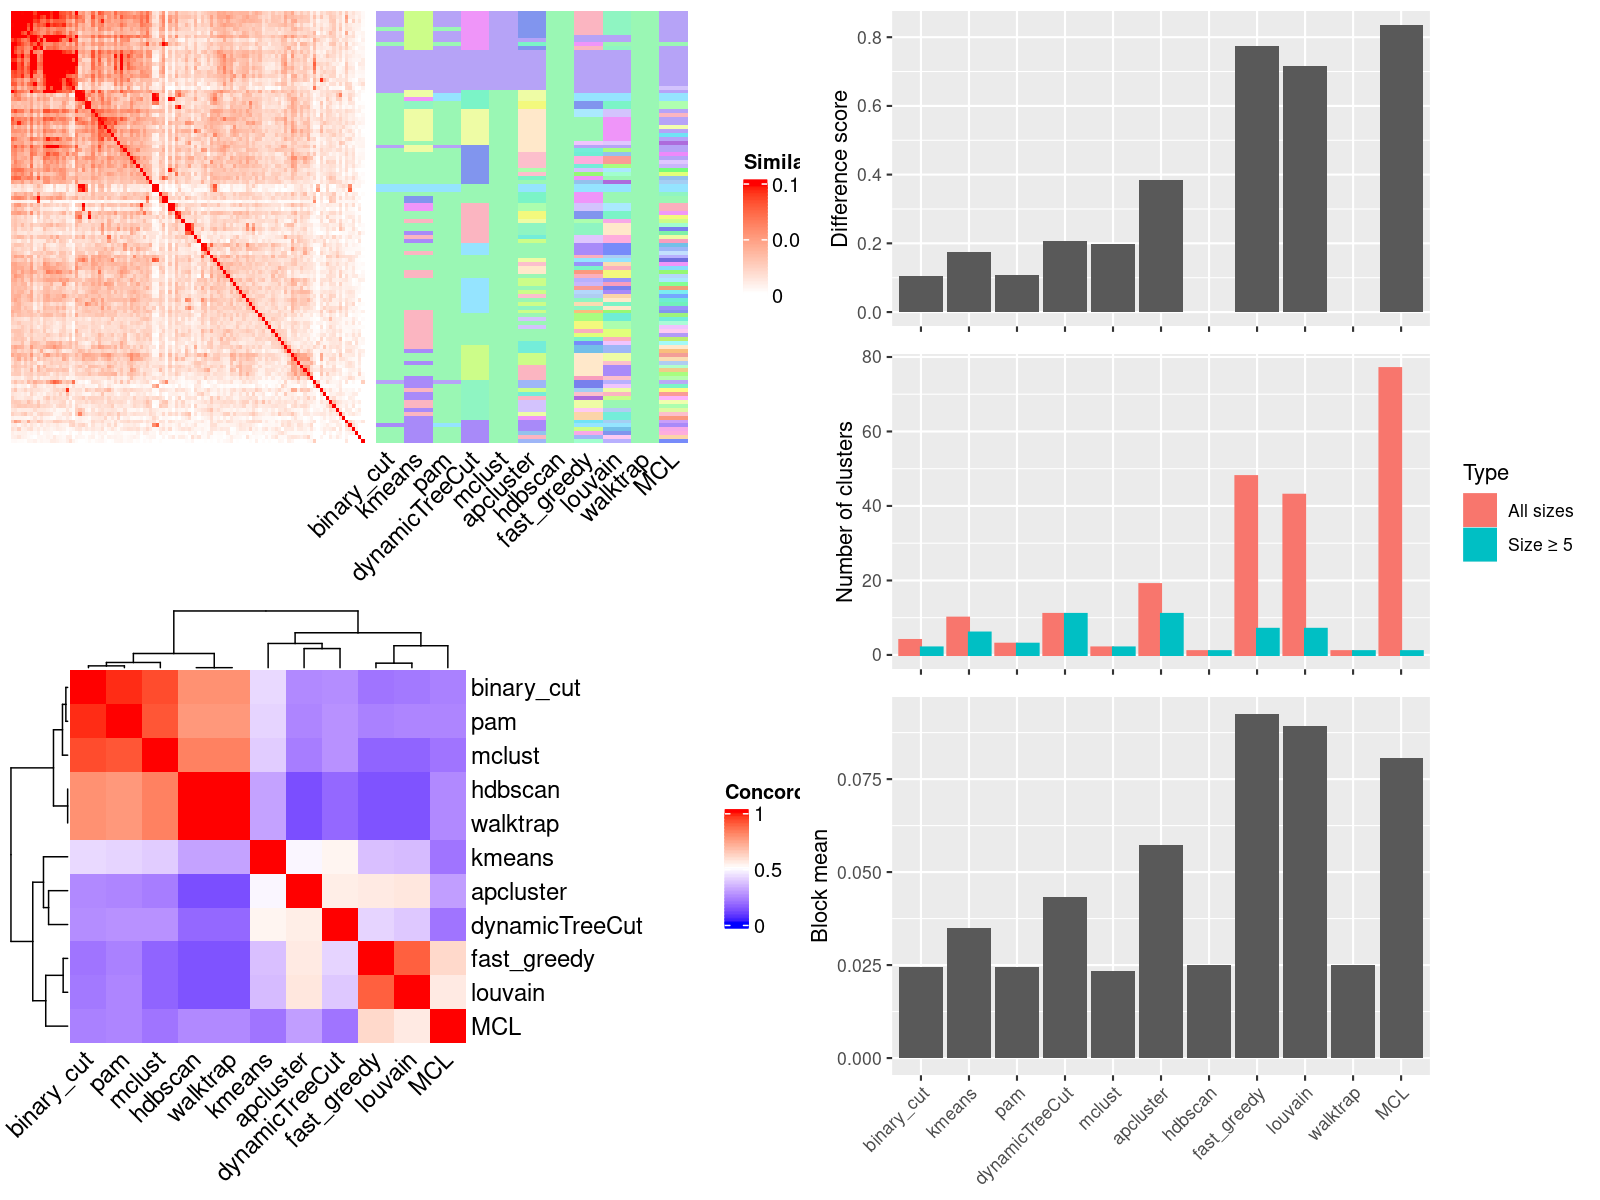 Simila
0.1
0.0
0
binary_cut
kmeans
pam
dynamicTreeCut
mclust
apcluster
hdbscan
fast_greedy
louvain
walktrap
MCL
binary_cut
pam
mclust
hdbscan
walktrap
kmeans
apcluster
dynamicTreeCut
fast_greedy
louvain
MCL
binary_cut
pam
mclust
hdbscan
walktrap
kmeans
apcluster
dynamicTreeCut
fast_greedy
louvain
MCL
Concord
1
0.5
0
Difference score
0.8
0.6
0.4
0.2
0.0
Number of clusters
80
60
40
20
0
Type
All sizes
Size ≥ 5
Block mean
0.075
0.050
0.025
0.000
binary_cut
kmeans
pam
dynamicTreeCut
mclust
apcluster
hdbscan
fast_greedy
louvain
walktrap
MCL